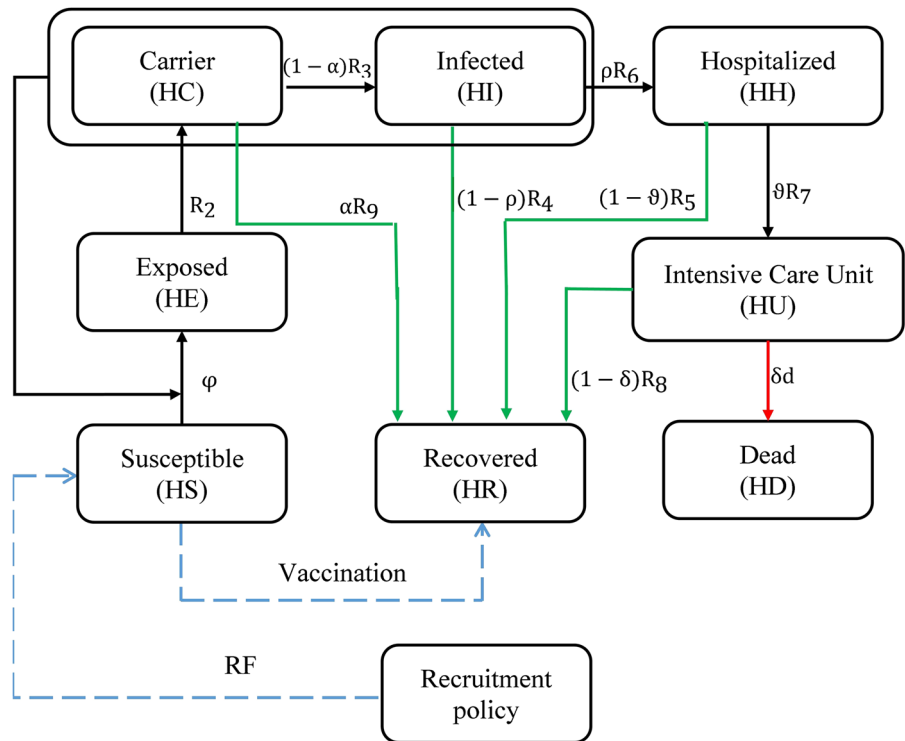 Carrier
(HC)
(1 − α)R₃
Infected
(HI)
ρR₆
Hospitalized
(HH)
R₂
αR₉
(1 − ρ)R₄
(1 − ϑ)R₅
ϑR₇
Exposed
(HE)
Intensive Care Unit
(HU)
φ
(1 − δ)R₈
δd
Susceptible
(HS)
Recovered
(HR)
Dead
(HD)
Vaccination
RF
Recruitment
policy